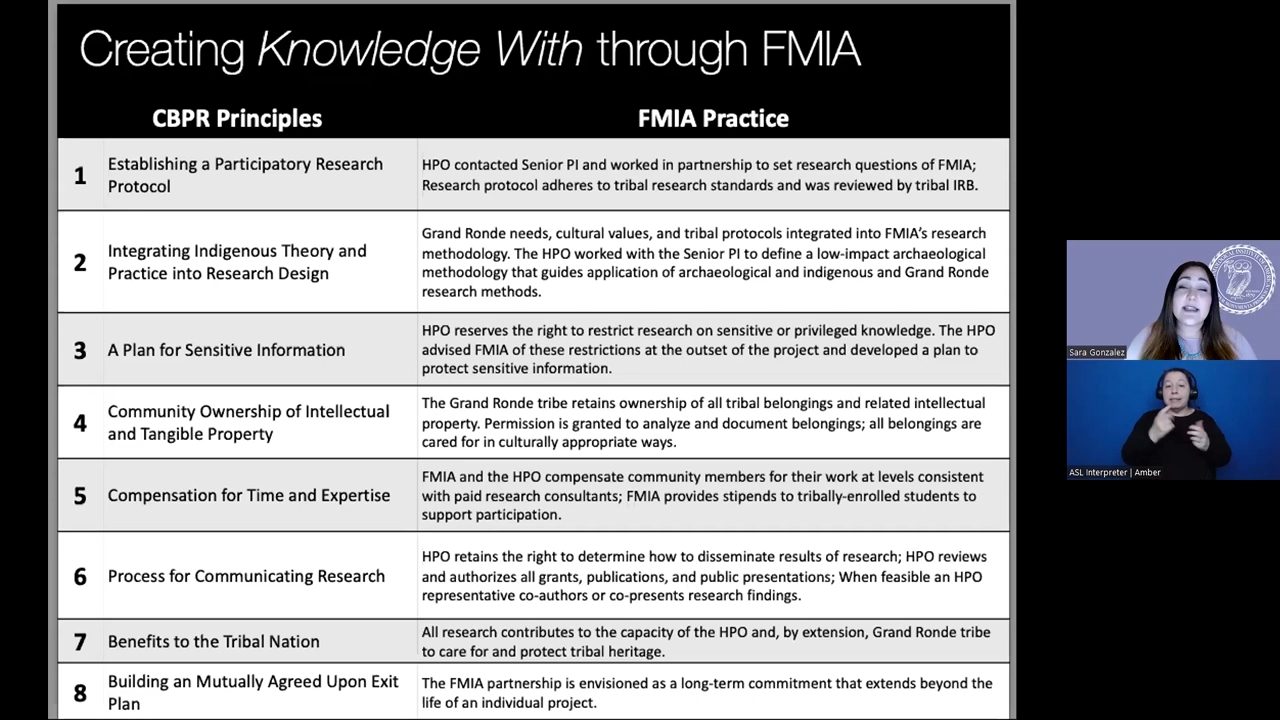 Creating Knowledge With through FMIA
CBPR Principles
FMIA Practice
1
Establishing a Participatory Research
Protocol
HPO contacted Senior PI and worked in partnership to set research questions of FMIA;
Research protocol adheres to tribal research standards and was reviewed by tribal IRB.
2
Integrating Indigenous Theory and
Practice into Research Design
Grand Ronde needs, cultural values, and tribal protocols integrated into FMIA's research
methodology. The HPO worked with the Senior PI to define a low-impact archaeological
methodology that guides application of archaeological and indigenous and Grand Ronde
research methods.
3
A Plan for Sensitive Information
HPO reserves the right to restrict research on sensitive or privileged knowledge. The HPO
advised FMIA of these restrictions at the outset of the project and developed a plan to
protect sensitive information.
4
Community Ownership of Intellectual
and Tangible Property
The Grand Ronde tribe retains ownership of all tribal belongings and related intellectual
property. Permission is granted to analyze and document belongings; all belongings are
cared for in culturally appropriate ways.
5
Compensation for Time and Expertise
FMIA and the HPO compensate community members for their work at levels consistent
with paid research consultants; FMIA provides stipends to tribally-enrolled students to
support participation.
6
Process for Communicating Research
HPO retains the right to determine how to disseminate results of research; HPO reviews
and authorizes all grants, publications, and public presentations; When feasible an HPO
representative co-authors or co-presents research findings.
7
Benefits to the Tribal Nation
All research contributes to the capacity of the HPO and, by extension, Grand Ronde tribe
to care for and protect tribal heritage.
8
Building an Mutually Agreed Upon Exit
Plan
The FMIA partnership is envisioned as a long-term commitment that extends beyond the
life of an individual project.
Sara Gonzalez
ASL Interpreter | Amber